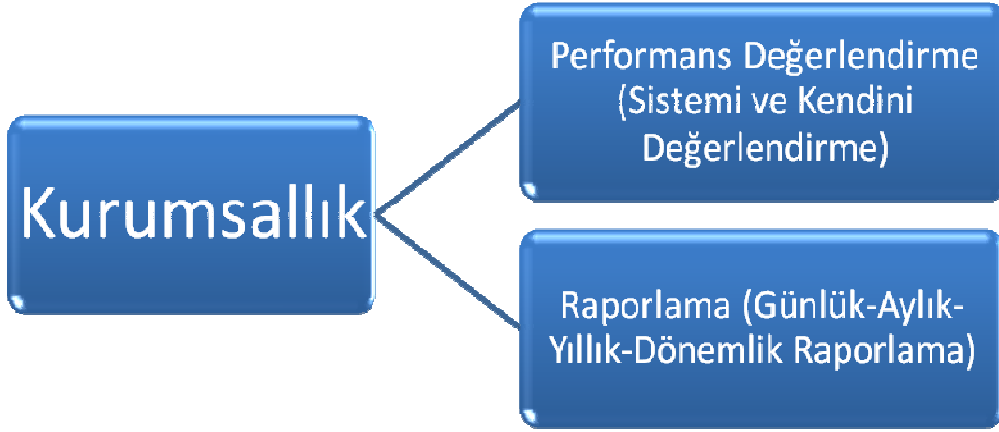 Kurumsallık
Performans Değerlendirme
(Sistemi ve Kendini
Değerlendirme)
Raporlama (Günlük-Aylık-
Yıllık-Dönemlik Raporlama)